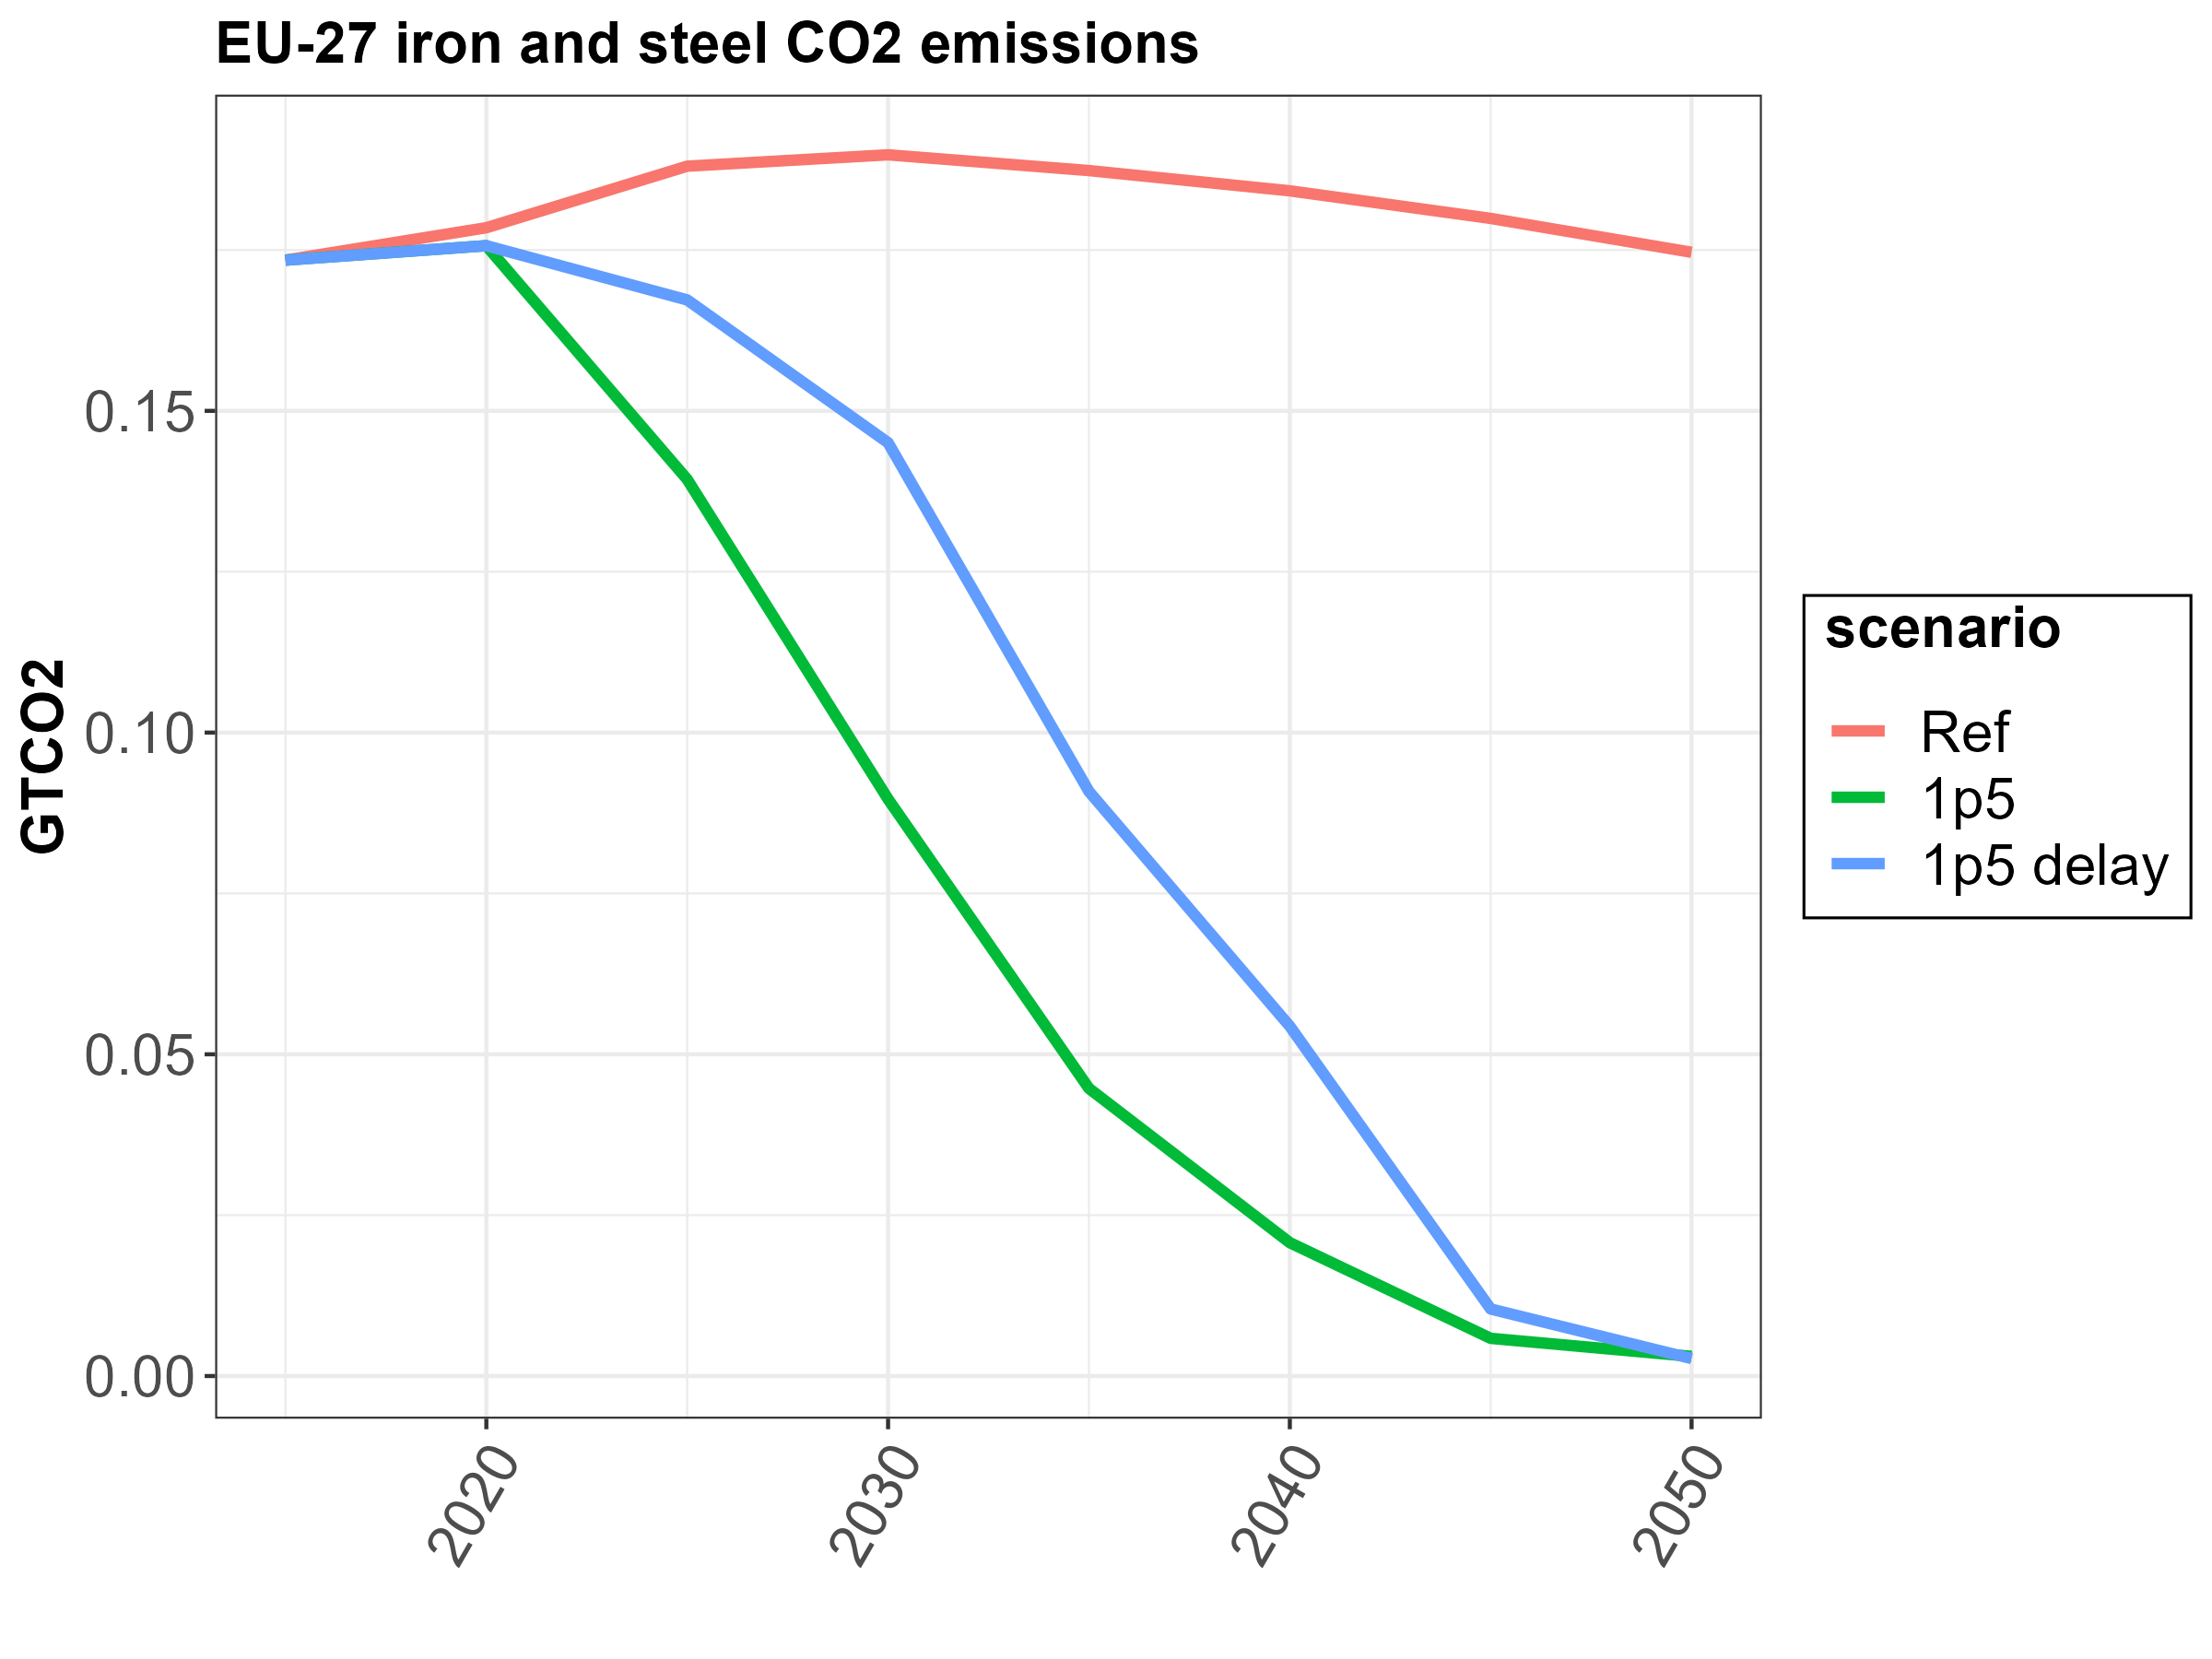 EU-27 iron and steel CO2 emissions
GTCO2
0.15
0.10
0.05
0.00
2020
2030
2040
2050
scenario
Ref
1p5
1p5 delay